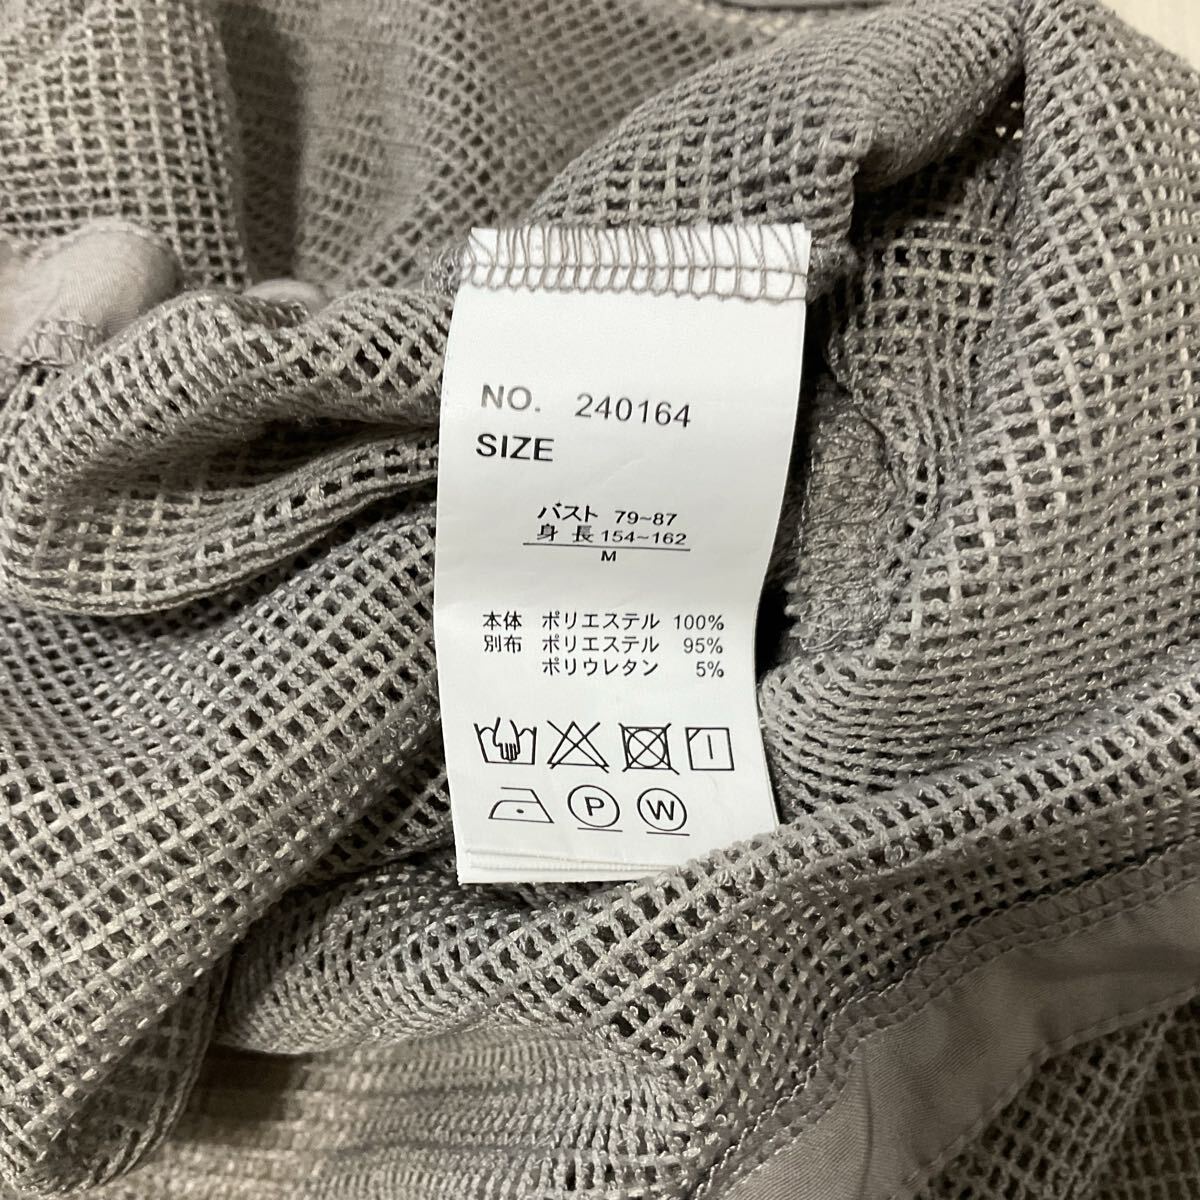 NO. 240164
SIZE
バスト 79~87
身長 154~162
M
本体 ポリエステル 100%
別布 ポリエステル 95%
ポリウレタン 5%
P W